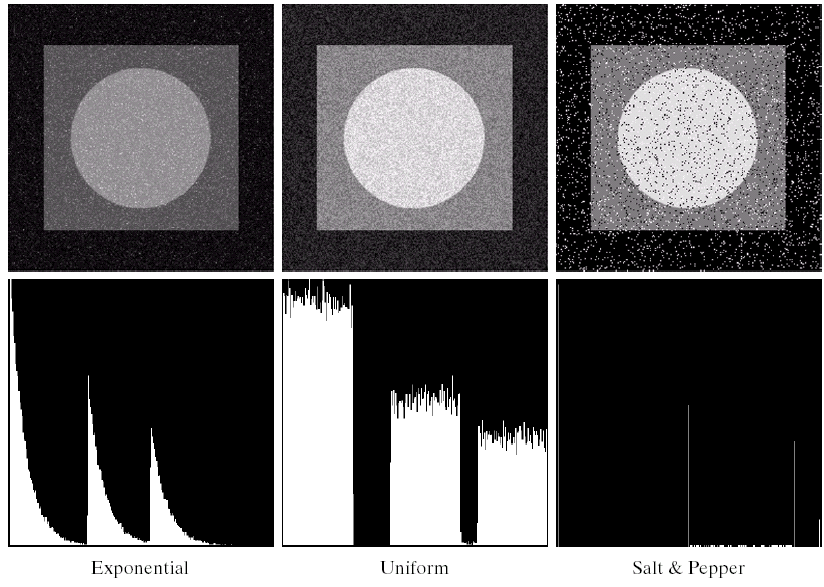 Exponential
Uniform
Salt & Pepper